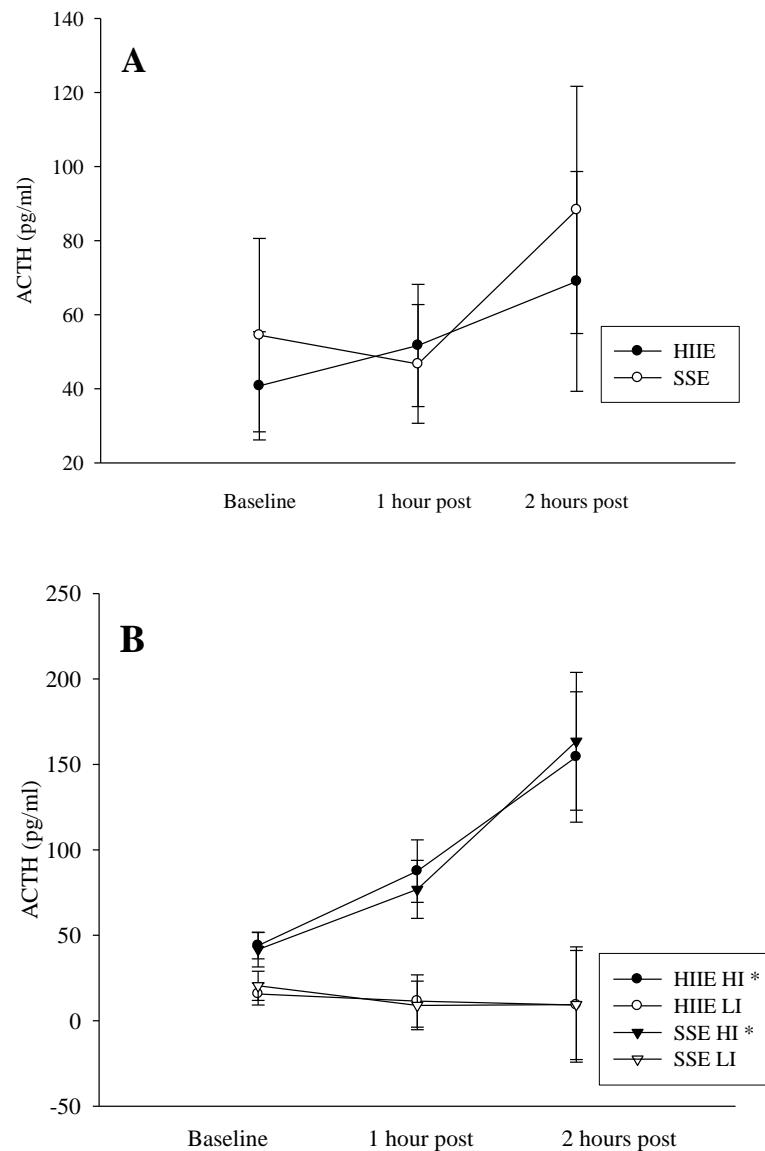 140
A
120
100
80
60
40
20
ACTH (pg/ml)
HIIE
SSE
Baseline 1 hour post 2 hours post
250
B
200
150
100
50
0
-50
ACTH (pg/ml)
HIIE HI *
HIIE LI
SSE HI *
SSE LI
Baseline 1 hour post 2 hours post